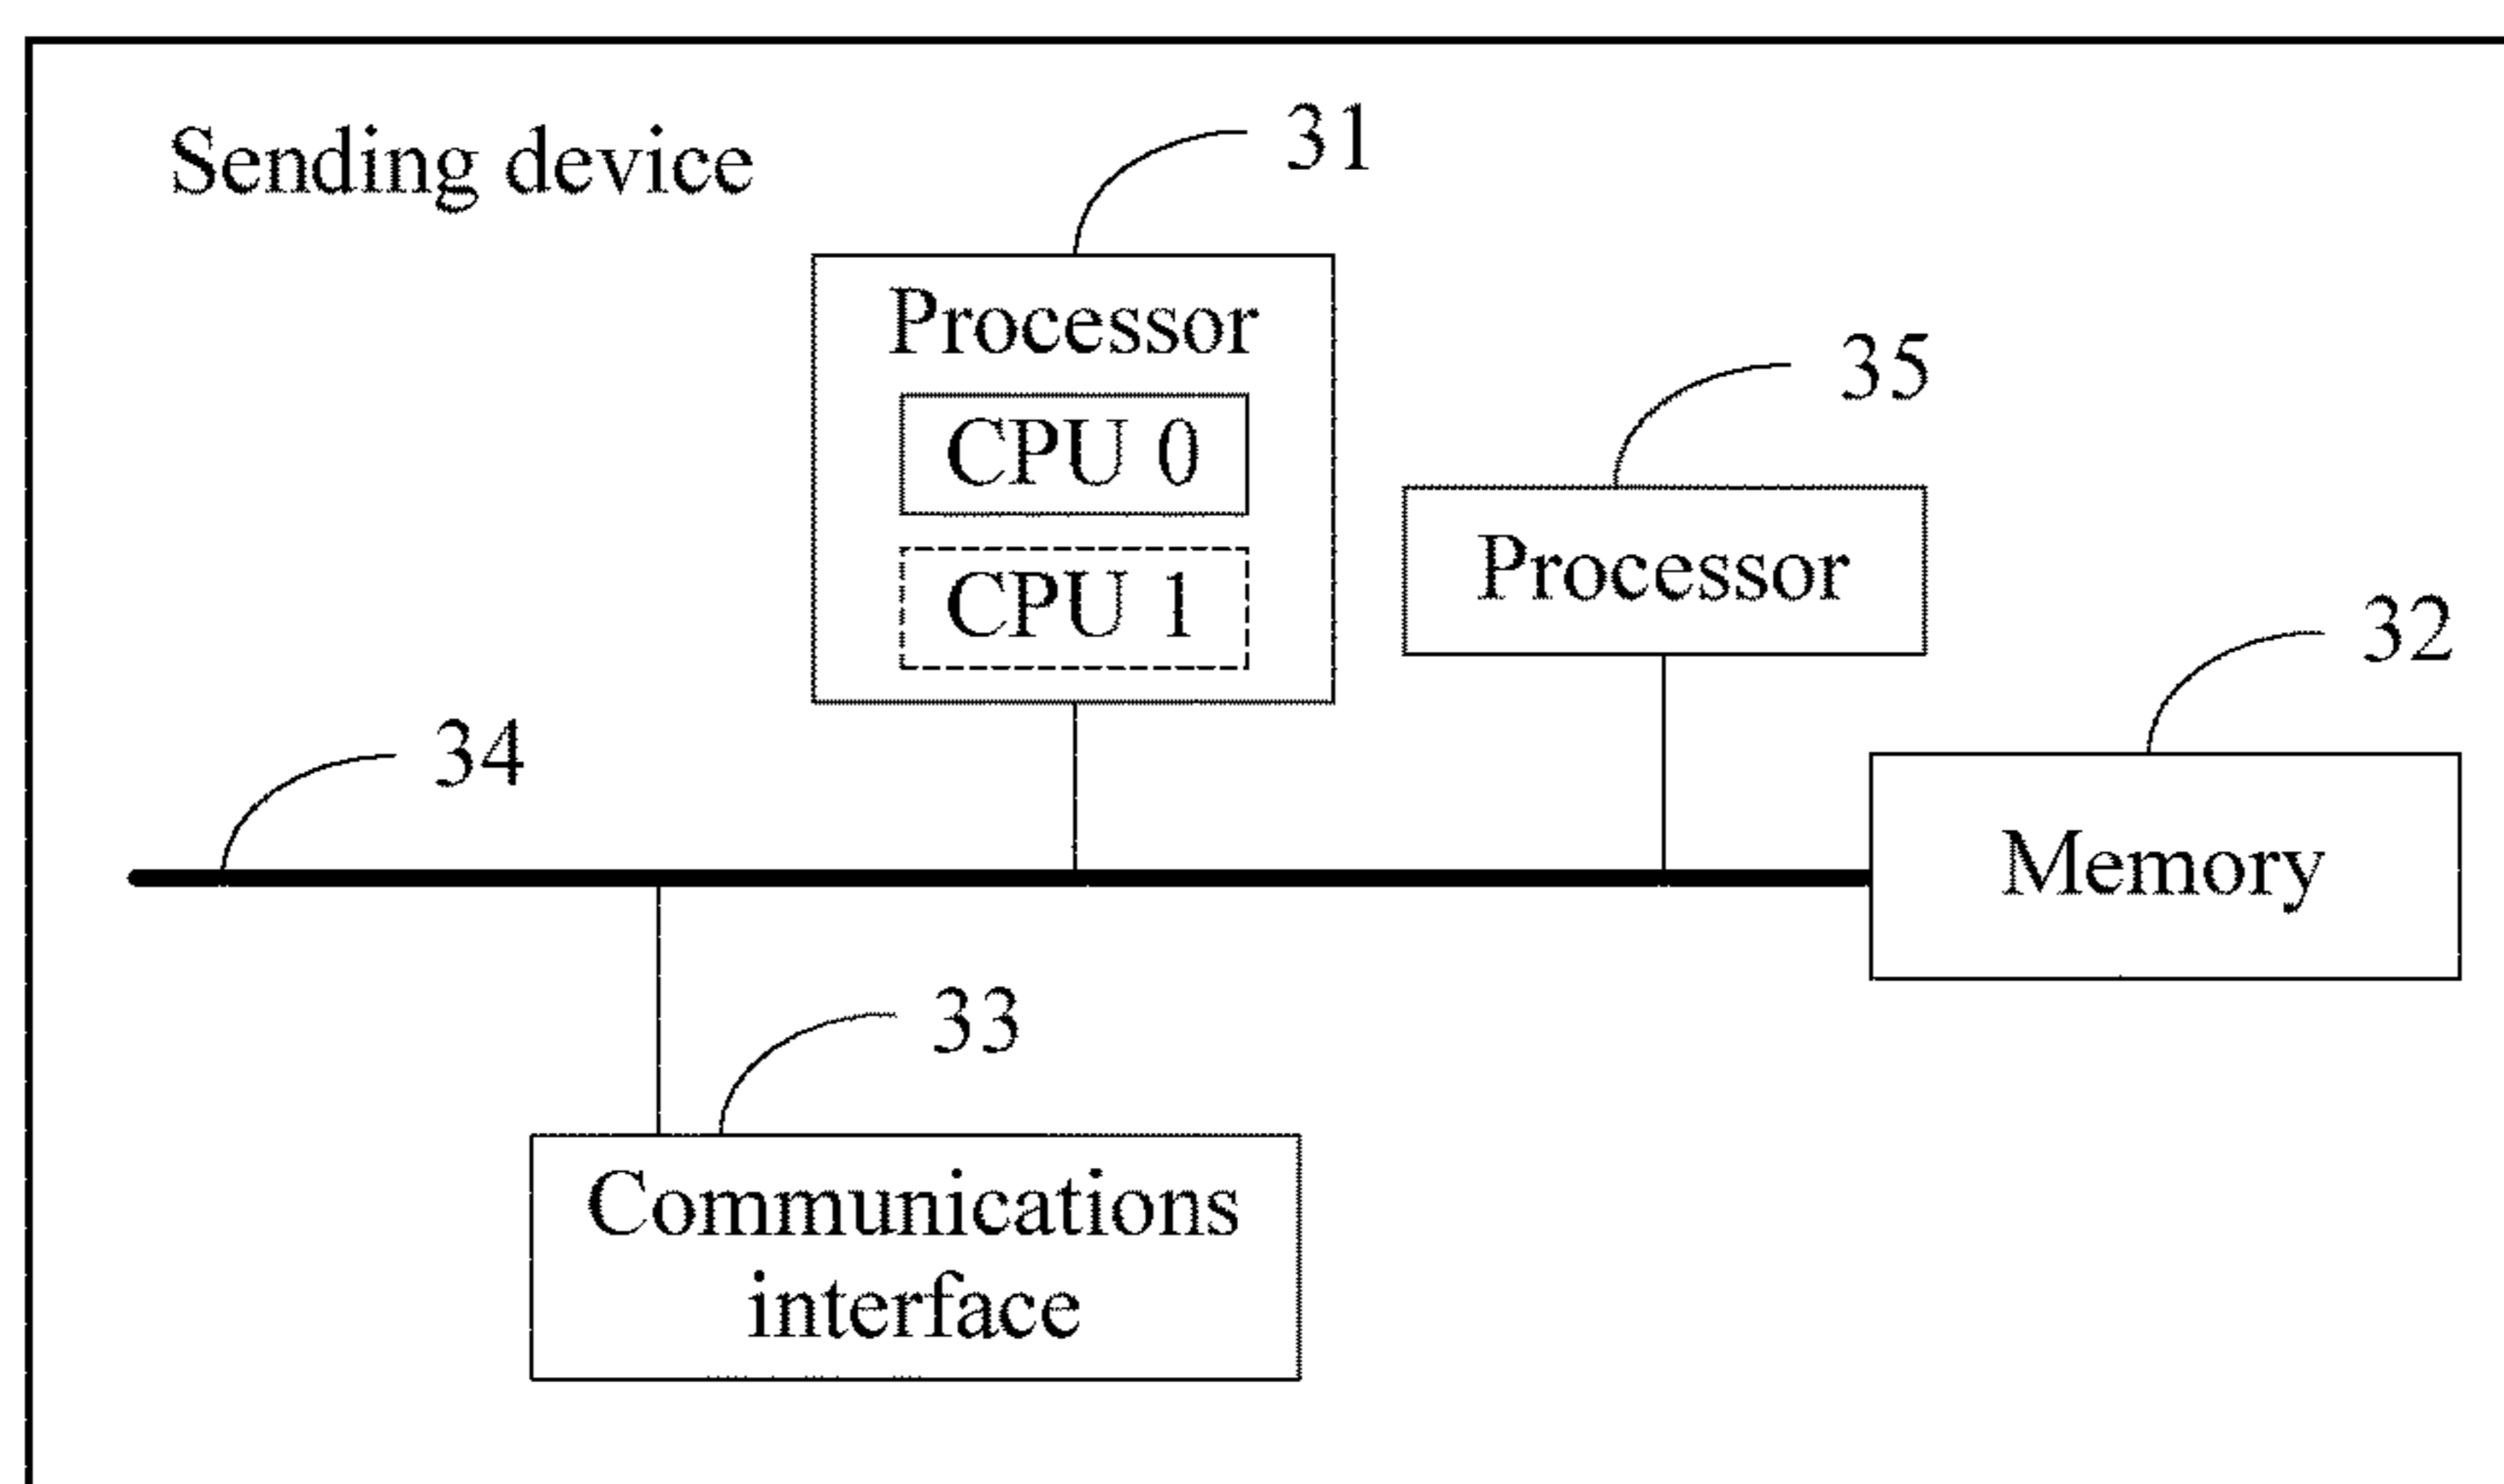 Sending device
31
Processor
CPU 0
CPU 1
35
Processor
32
Memory
34
33
Communications
interface